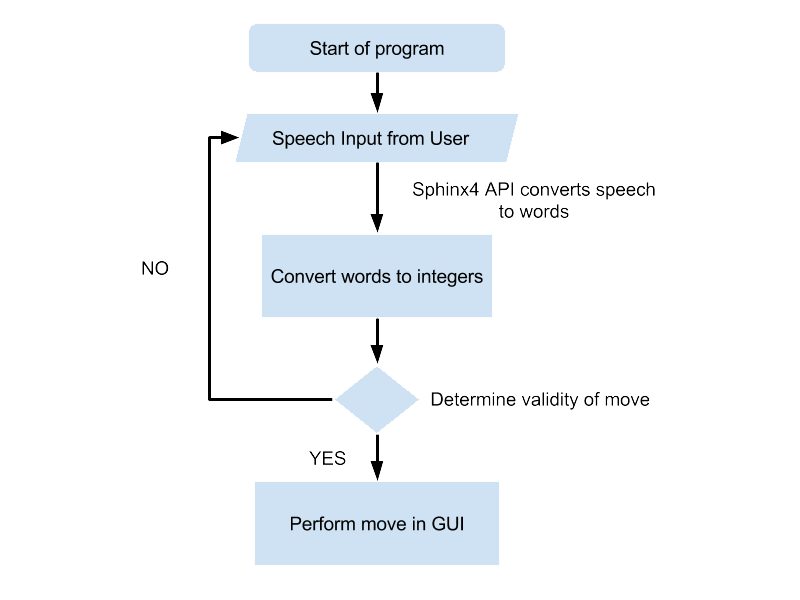 Start of program
Speech Input from User
Sphinx4 API converts speech
to words
NO
Convert words to integers
Determine validity of move
YES
Perform move in GUI